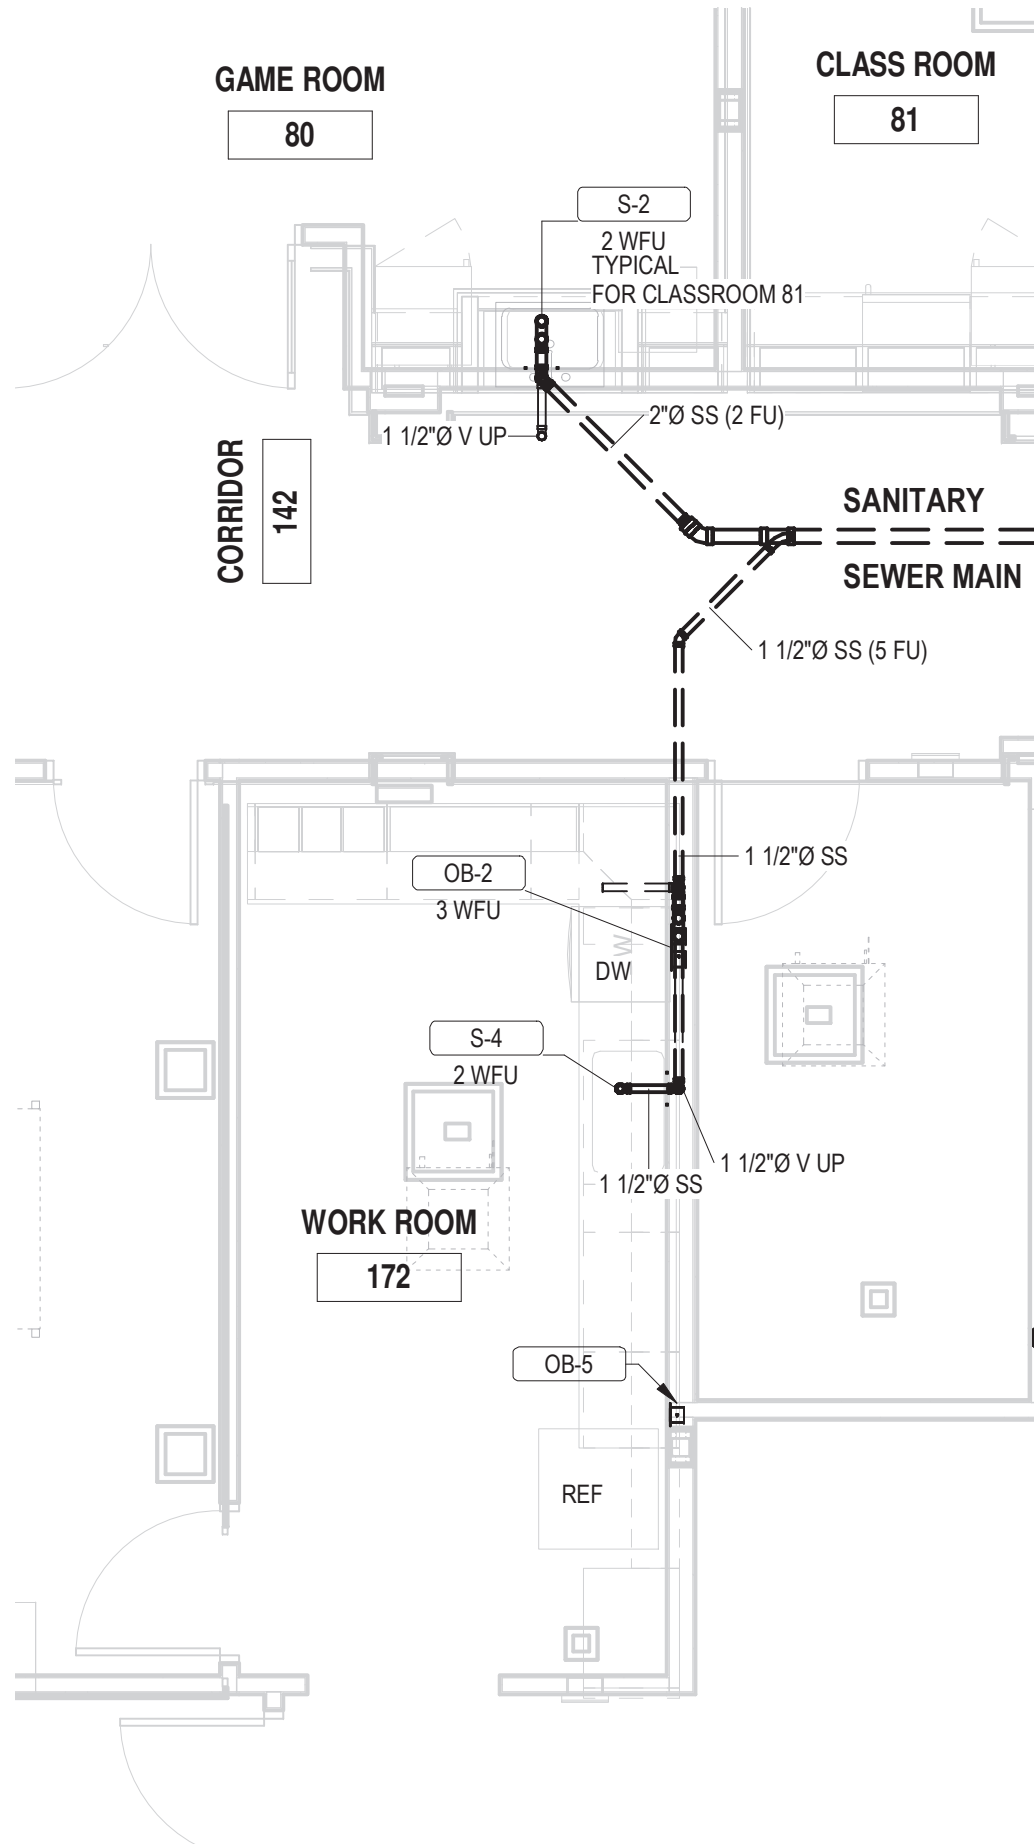 GAME ROOM
80
CLASS ROOM
81
S-2
2 WFU
TYPICAL
FOR CLASSROOM 81
2"Ø SS (2 FU)
1 1/2"Ø V UP
CORRIDOR
142
SANITARY
SEWER MAIN
1 1/2"Ø SS (5 FU)
1 1/2"Ø SS
OB-2
3 WFU
W
DW
S-4
2 WFU
1 1/2"Ø V UP
1 1/2"Ø SS
WORK ROOM
172
OB-5
REF